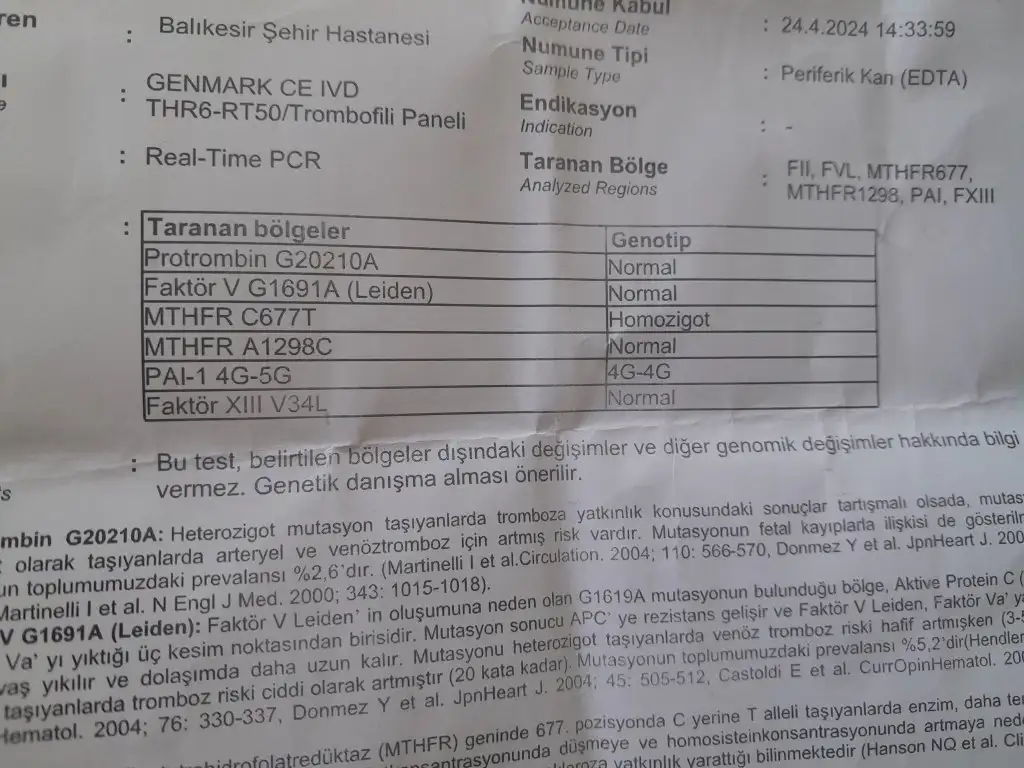 Numune Kabul
Acceptance Date : 24.4.2024 14:33:59
: Balıkesir Şehir Hastanesi
Numune Tipi
Sample Type : Periferik Kan (EDTA)
: GENMARK CE IVD
THR6-RT50/Trombofili Paneli
Endikasyon
Indication : -
: Real-Time PCR
Taranan Bölge
Analyzed Regions : FII, FVL, MTHFR677,
MTHFR1298, PAI, FXIII
: Taranan bölgeler Genotip
Protrombin G20210A Normal
Faktör V G1691A (Leiden) Normal
MTHFR C677T Homozigot
MTHFR A1298C Normal
PAI-1 4G-5G 4G-4G
Faktör XIII V34L Normal
: Bu test, belirtilen bölgeler dışındaki değişimler ve diğer genomik değişimler hakkında bilgi
vermez. Genetik danışma alması önerilir.
G20210A: Heterozigot mutasyon taşıyanlarda tromboza yatkınlık konusundaki sonuçlar tartışmalı olsada,
olarak taşıyanlarda arteryel ve venöztromboz için artmış risk vardır. Mutasyonun fetal kayıplarla ilişkisi de
toplumumuzdaki prevalansı %2,6'dır. (Martinelli I et al.Circulation. 2004; 110: 566-570, Donmez Y et al. JpnHeart J.
Martinelli I et al. N Engl J Med. 2000; 343: 1015-1018).
V G1691A (Leiden): Faktör V Leiden' in oluşumuna neden olan G1619A mutasyonun bulunduğu bölge, Aktive Protein C
Va' yı yıktığı üç kesim noktasından birisidir. Mutasyon sonucu APC' ye rezistans gelişir ve Faktör V Leiden, Faktör Va'
yıkılır ve dolaşımda daha uzun kalır. Mutasyonu heterozigot taşıyanlarda venöz tromboz riski hafif artmışken
taşıyanlarda tromboz riski ciddi olarak artmıştır (20 kata kadar). Mutasyonun toplumumuzdaki prevalansı %5,2'dir(Hendler
Hematol. 2004; 76: 330-337, Donmez Y et al. JpnHeart J. 2004; 45: 505-512, Castoldi E et al. CurrOpinHematol.
(MTHFR) geninde 677. pozisyonda C yerine T alleli taşıyanlarda enzim, daha
düşmeye ve homosisteinkonsantrasyonunda artmaya
yatkınlık yarattığı bilinmektedir (Hanson NQ et al.